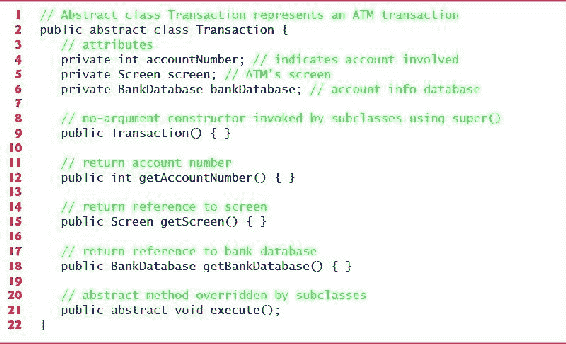 1 // Abstract class Transaction represents an ATM transaction
2 public abstract class Transaction {
3 // attributes
4 private int accountNumber; // indicates account involved
5 private Screen screen; // ATM's screen
6 private BankDatabase bankDatabase; // account info database
7
8 // no-argument constructor invoked by subclasses using super()
9 public Transaction() { }
10
11 // return account number
12 public int getAccountNumber() { }
13
14 // return reference to screen
15 public Screen getScreen() { }
16
17 // return reference to bank database
18 public BankDatabase getBankDatabase() { }
19
20 // abstract method overridden by subclasses
21 public abstract void execute();
22 }